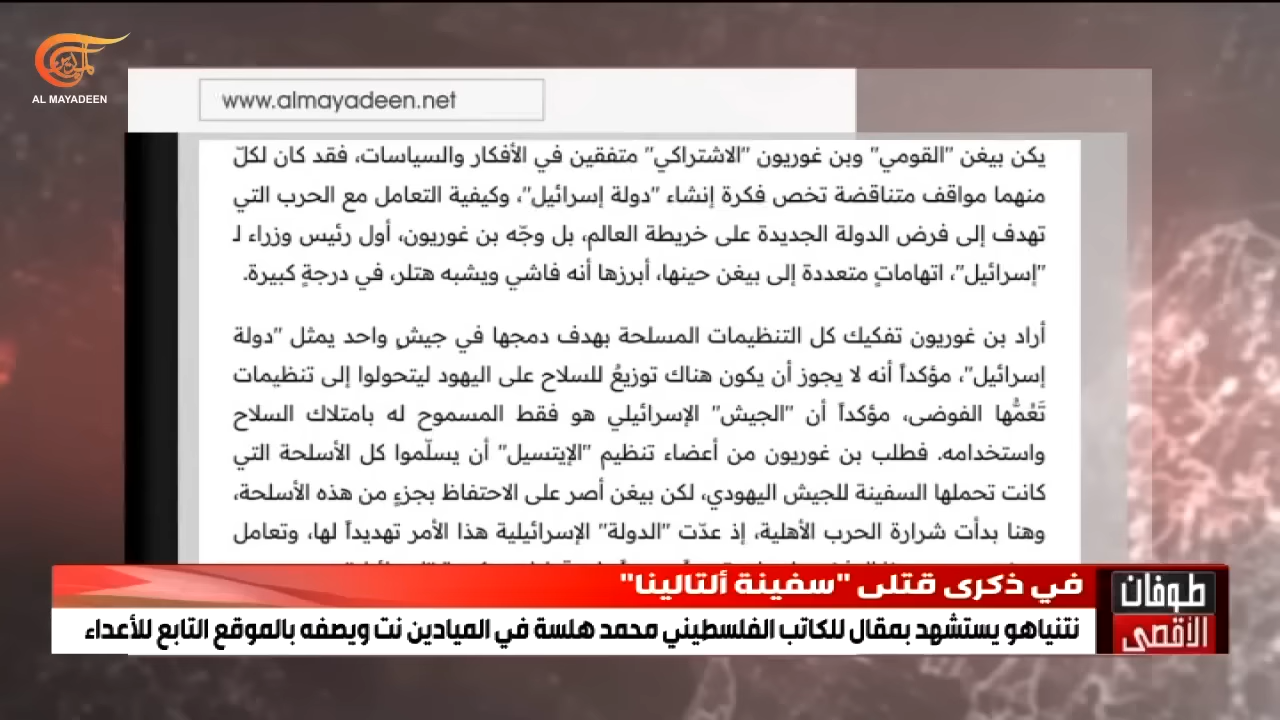 الميادين
AL MAYADEEN
www.almayadeen.net
يكن بيغن "القومي" وبن غوريون "الاشتراكي" متفقين في الأفكار والسياسات، فقد كان لكلّ
منهما مواقف متناقضة تخص فكرة إنشاء "دولة إسرائيل"، وكيفية التعامل مع الحرب التي
تهدف إلى فرض الدولة الجديدة على خريطة العالم، بل وجّه بن غوريون، أول رئيس وزراء لـ
"إسرائيل"، اتهاماتٍ متعددة إلى بيغن حينها، أبرزها أنه فاشي ويشبه هتلر، في درجةٍ كبيرة.
أراد بن غوريون تفكيك كل التنظيمات المسلحة بهدف دمجها في جيشٍ واحد يمثل "دولة
إسرائيل"، مؤكداً أنه لا يجوز أن يكون هناك توزيعُ للسلاح على اليهود ليتحولوا إلى تنظيمات
تَعُمُّها الفوضى، مؤكداً أن "الجيش" الإسرائيلي هو فقط المسموح له بامتلاك السلاح
واستخدامه. فطلب بن غوريون من أعضاء تنظيم "الإيتسيل" أن يسلّموا كل الأسلحة التي
كانت تحملها السفينة للجيش اليهودي، لكن بيغن أصر على الاحتفاظ بجزءٍ من هذه الأسلحة،
وهنا بدأت شرارة الحرب الأهلية، إذ عدّت "الدولة" الإسرائيلية هذا الأمر تهديداً لها، وتعامل
في ذكرى قتلى "سفينة ألتالينا"
طوفان
الأقصى
نتنياهو يستشهد بمقال للكاتب الفلسطيني محمد هلسة في الميادين نت ويصفه بالموقع التابع للأعداء